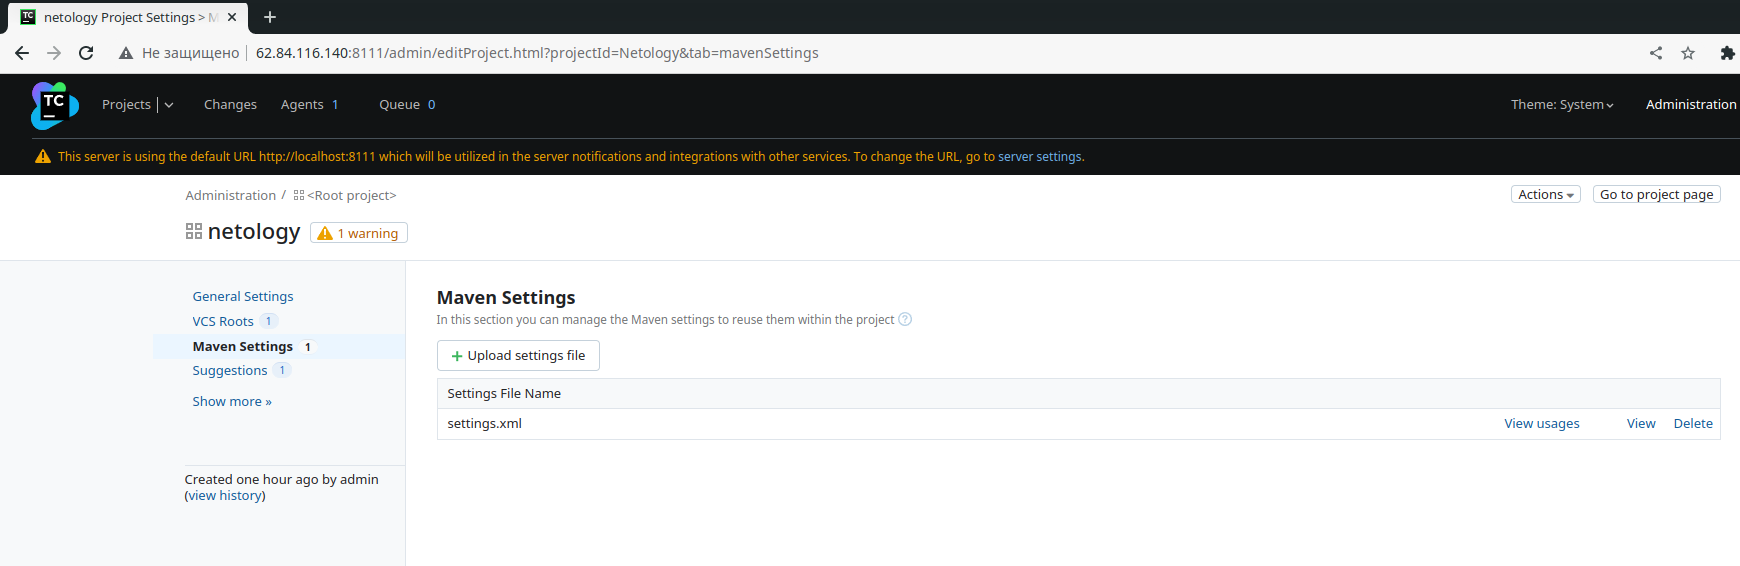 netology Project Settings > M
Не защищено 62.84.116.140:8111/admin/editProject.html?projectId=Netology&tab=mavenSettings
TC Projects Changes Agents 1 Queue 0 Theme: System Administration
This server is using the default URL http://localhost:8111 which will be utilized in the server notifications and integrations with other services. To change the URL, go to server settings.
Administration / <Root project> Actions Go to project page
netology 1 warning
General Settings
VCS Roots 1
Maven Settings 1
Suggestions 1
Show more »
Created one hour ago by admin
(view history)
Maven Settings
In this section you can manage the Maven settings to reuse them within the project ?
+ Upload settings file
Settings File Name
settings.xml View usages View Delete